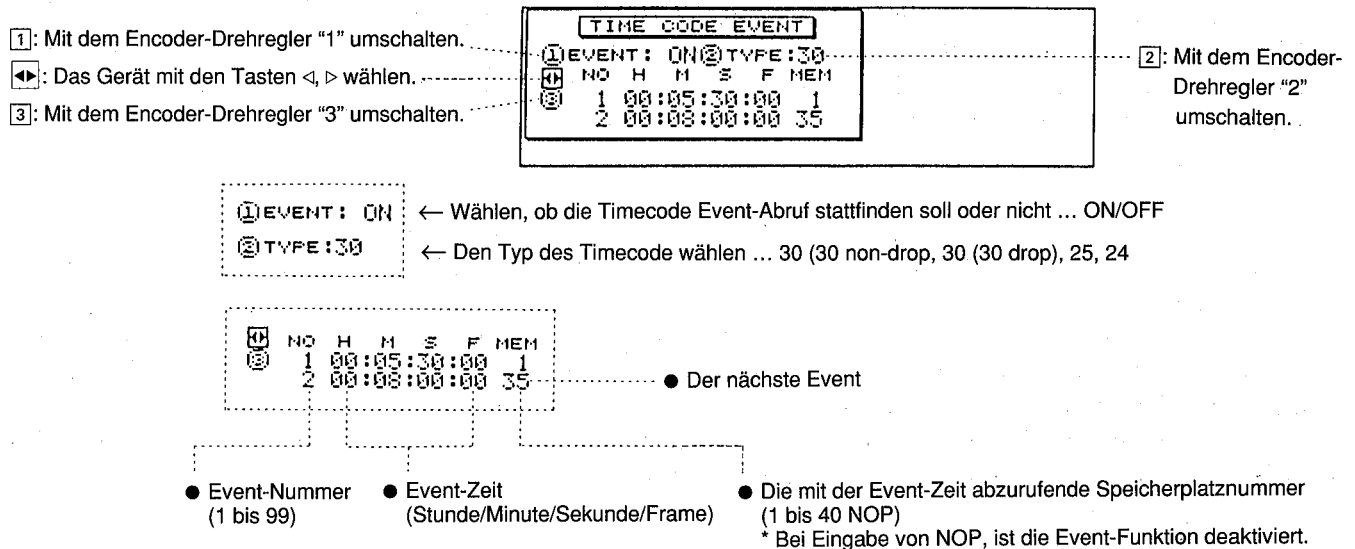 TIME CODE EVENT
1: Mit dem Encoder-Drehregler “1” umschalten.
①EVENT: ON②TYPE:30
2: Mit dem Encoder-
Drehregler “2”
umschalten.
◂▸: Das Gerät mit den Tasten ◁, ▷ wählen.
◂▸ NO H M S F MEM
3: Mit dem Encoder-Drehregler “3” umschalten.
③ 1 00:05:30:00 1
2 00:08:00:00 35
①EVENT: ON ← Wählen, ob die Timecode Event-Abruf stattfinden soll oder nicht ... ON/OFF
②TYPE:30 ← Den Typ des Timecode wählen ... 30 (30 non-drop, 30 (30 drop), 25, 24
◂▸ NO H M S F MEM
③ 1 00:05:30:00 1
2 00:08:00:00 35 ● Der nächste Event
● Event-Nummer
(1 bis 99)
● Event-Zeit
(Stunde/Minute/Sekunde/Frame)
● Die mit der Event-Zeit abzurufende Speicherplatznummer
(1 bis 40 NOP)
* Bei Eingabe von NOP, ist die Event-Funktion deaktiviert.